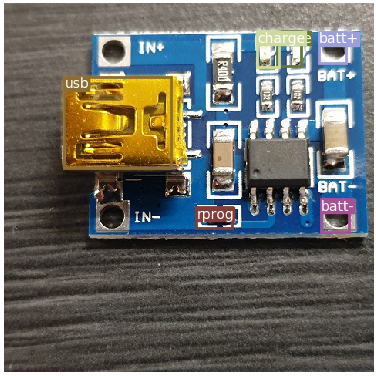 IN+
charge
batt+
BAT+
usb
BAT-
batt-
rprog
IN-